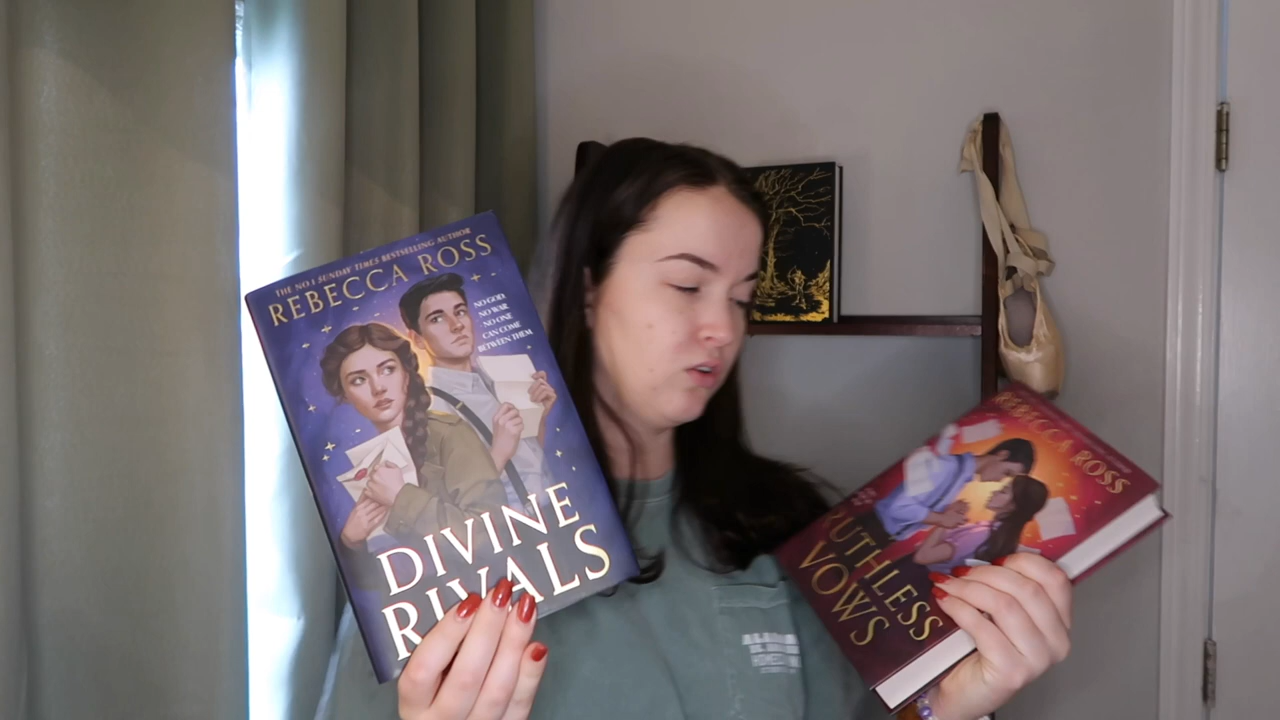 THE NO.1 SUNDAY TIMES BESTSELLING AUTHOR
REBECCA ROSS
NO GOD.
NO WAR.
NO ONE
CAN COME
BETWEEN THEM.
DIVINE
RIVALS
REBECCA ROSS
RUTHLESS
VOWS